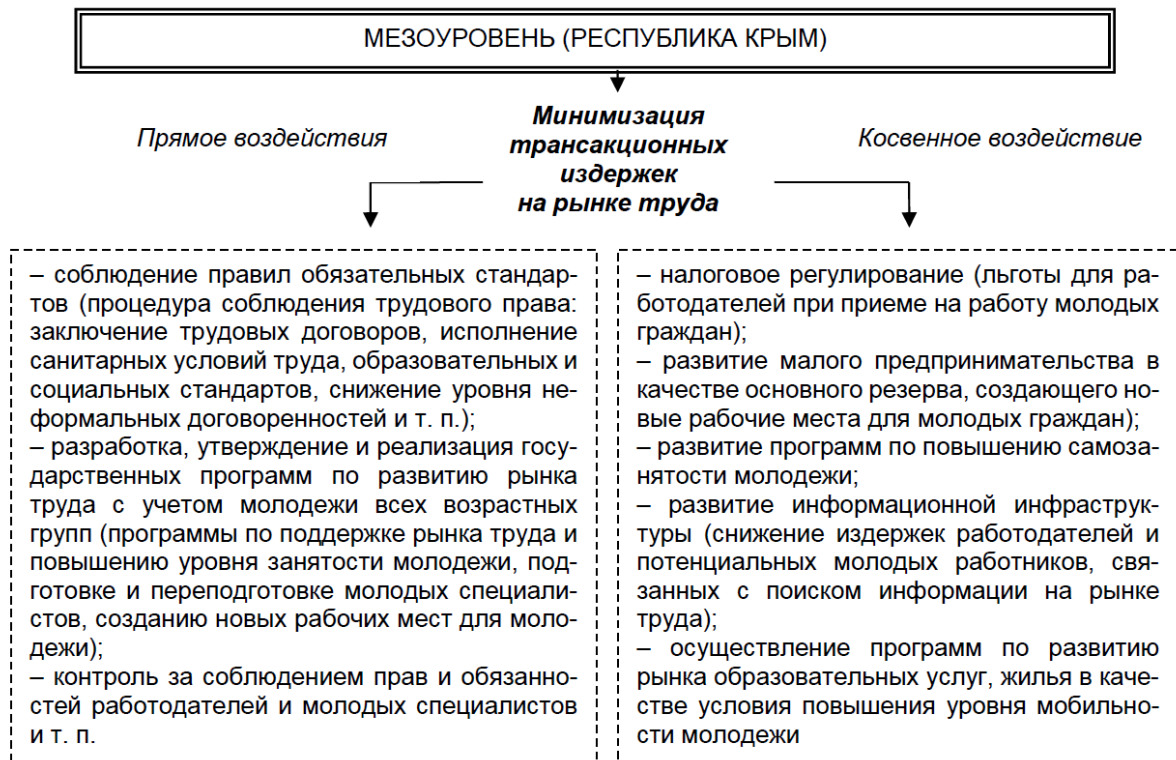 МЕЗОУРОВЕНЬ (РЕСПУБЛИКА КРЫМ)
Минимизация
трансакционных
издержек
на рынке труда
Прямое воздействия
Косвенное воздействие
– соблюдение правил обязательных стандар-
тов (процедура соблюдения трудового права:
заключение трудовых договоров, исполнение
санитарных условий труда, образовательных и
социальных стандартов, снижение уровня не-
формальных договоренностей и т. п.);
– разработка, утверждение и реализация госу-
дарственных программ по развитию рынка
труда с учетом молодежи всех возрастных
групп (программы по поддержке рынка труда и
повышению уровня занятости молодежи, под-
готовке и переподготовке молодых специали-
стов, созданию новых рабочих мест для моло-
дежи);
– контроль за соблюдением прав и обязанно-
стей работодателей и молодых специалистов
и т. п.
– налоговое регулирование (льготы для ра-
ботодателей при приеме на работу молодых
граждан);
– развитие малого предпринимательства в
качестве основного резерва, создающего но-
вые рабочие места для молодых граждан);
– развитие программ по повышению самоза-
нятости молодежи;
– развитие информационной инфраструк-
туры (снижение издержек работодателей и
потенциальных молодых работников, свя-
занных с поиском информации на рынке
труда);
– осуществление программ по развитию
рынка образовательных услуг, жилья в каче-
стве условия повышения уровня мобильно-
сти молодежи